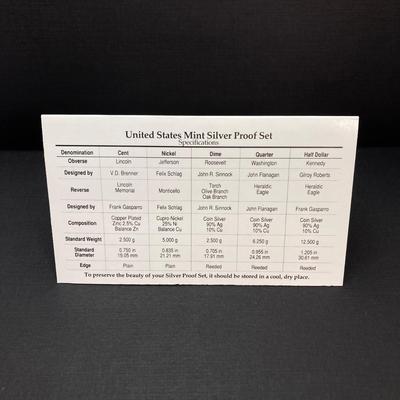 United States Mint Silver Proof Set
Specifications
Denomination Cent Nickel Dime Quarter Half Dollar
Obverse Lincoln Jefferson Roosevelt Washington Kennedy
Designed by V.D. Brenner Felix Schlag John R. Sinnock John Flanagan Gilroy Roberts
Reverse Lincoln Memorial Monticello Torch Olive Branch Oak Branch Heraldic Eagle Heraldic Eagle
Designed by Frank Gasparro Felix Schlag John R. Sinnock John Flanagan Frank Gasparro
Composition Copper Plated Zinc 2.5% Cu Balance Zn Cupro-Nickel 25% Ni Balance Cu Coin Silver 90% Ag 10% Cu Coin Silver 90% Ag 10% Cu Coin Silver 90% Ag 10% Cu
Standard Weight 2.500 g 5.000 g 2.500 g 6.250 g 12.500 g
Standard Diameter 0.750 in 19.05 mm 0.835 in 21.21 mm 0.705 in 17.91 mm 0.955 in 24.26 mm 1.205 in 30.61 mm
Edge Plain Plain Reeded Reeded Reeded
To preserve the beauty of your Silver Proof Set, it should be stored in a cool, dry place.